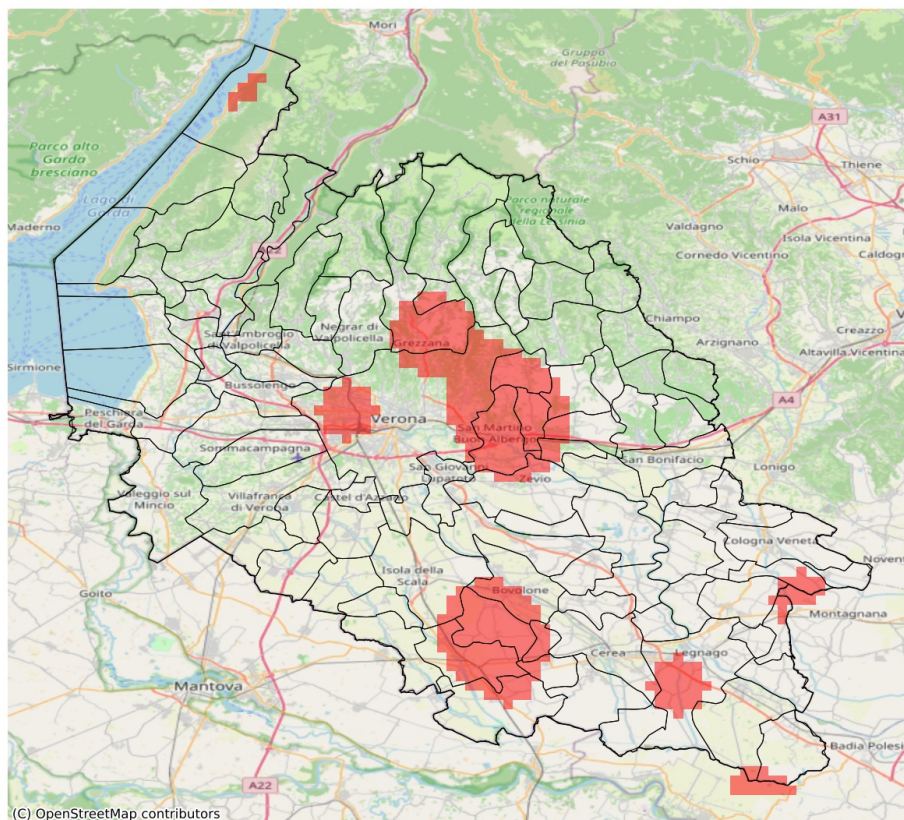 Mori
Gruppo
del Pasubio
A31
Parco alto
Garda
bresciano
Schio
Thiene
Lago di
Garda
Parco naturale
regionale
della Lessinia
Malo
Maderno
Valdagno
Isola Vicentina
A22
Cornedo Vicentino
Caldogno
Chiampo
Sant'Ambrogio
di Valpolicella
Negrar di
Valpolicella
Grezzana
Creazzo
Arzignano
Altavilla Vicentina
Sirmione
Bussolengo
A4
Peschiera
del Garda
Verona
San Martino
Buon Albergo
Sommacampagna
San Giovanni
Lupatoto
Zevio
San Bonifacio
Lonigo
Valeggio sul
Mincio
Villafranca
di Verona
Castel d'Azzano
Cologna Veneta
Isola della
Scala
Goito
Bovolone
Montagnana
Cerea
Legnago
Mantova
Badia Polesi
A22
(C) OpenStreetMap contributors